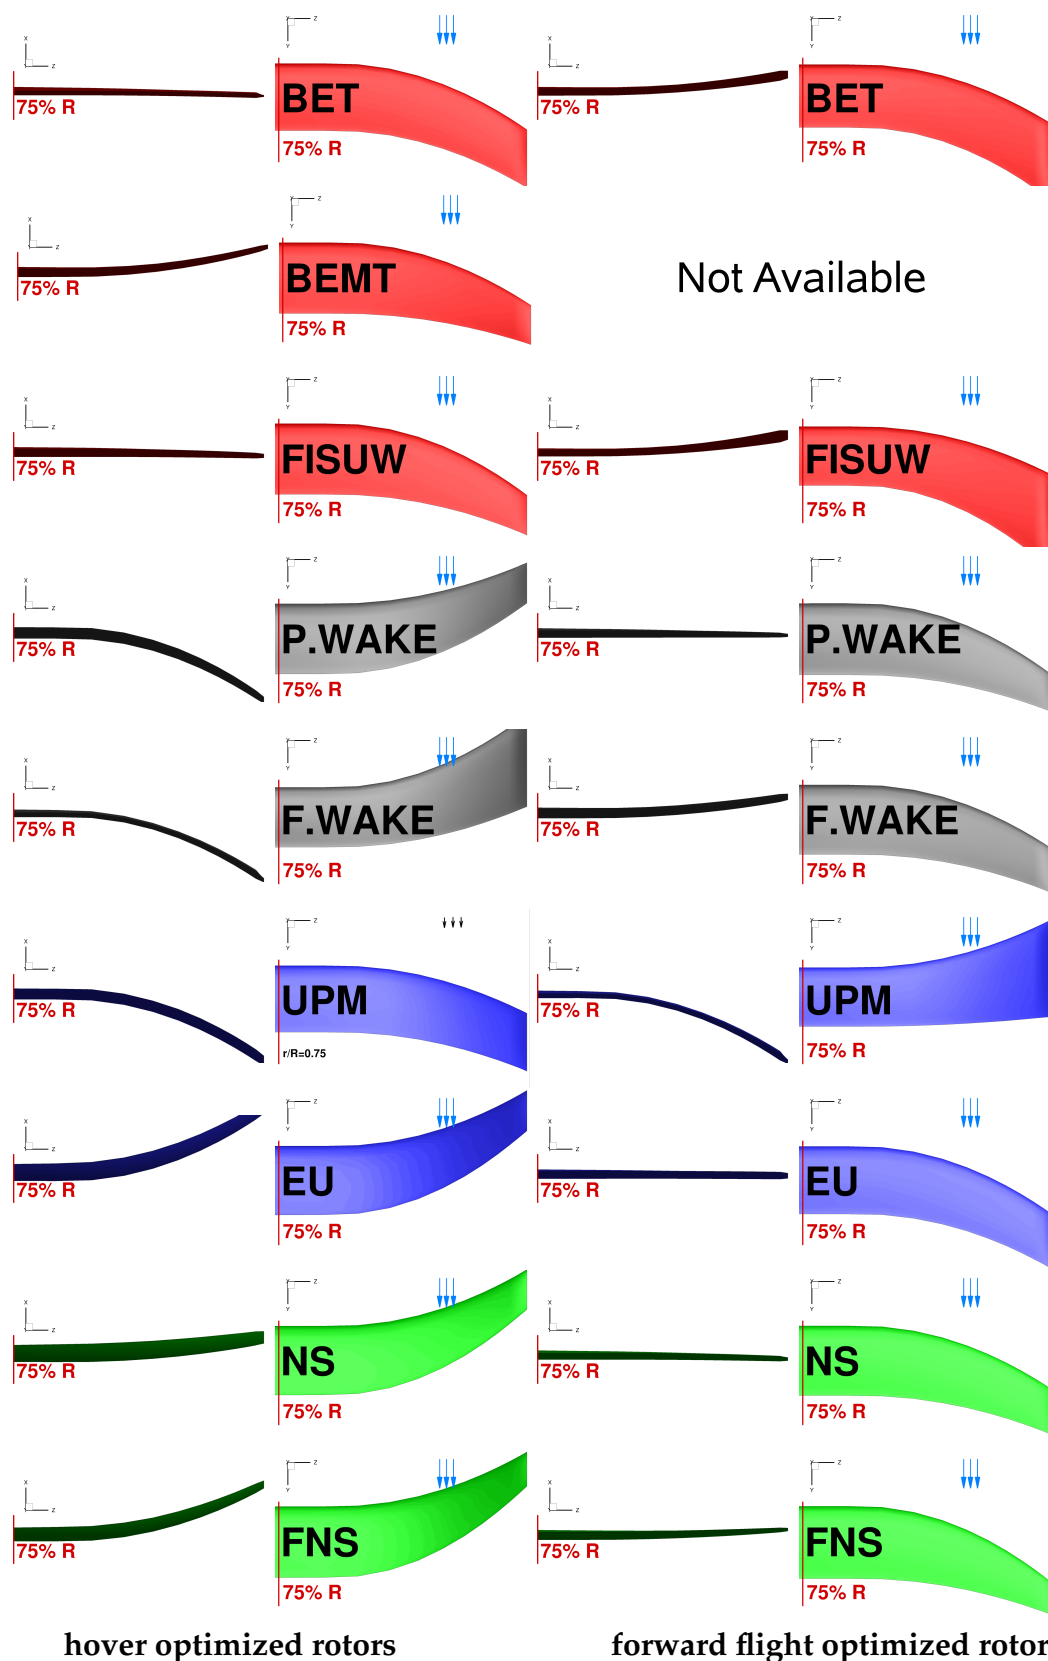 X Z 75% R Y Z BET 75% R X Z 75% R Y Z BET 75% R
X Z 75% R Y Z BEMT 75% R Not Available
X Z 75% R Y Z FISUW 75% R X Z 75% R Y Z FISUW 75% R
X Z 75% R Y Z P.WAKE 75% R X Z 75% R Y Z P.WAKE 75% R
X Z 75% R Y Z F.WAKE 75% R X Z 75% R Y Z F.WAKE 75% R
X Z 75% R Y Z UPM r/R=0.75 X Z 75% R Y Z UPM 75% R
X Z 75% R Y Z EU 75% R X Z 75% R Y Z EU 75% R
X Z 75% R Y Z NS 75% R X Z 75% R Y Z NS 75% R
X Z 75% R Y Z FNS 75% R X Z 75% R Y Z FNS 75% R
hover optimized rotors forward flight optimized rotor